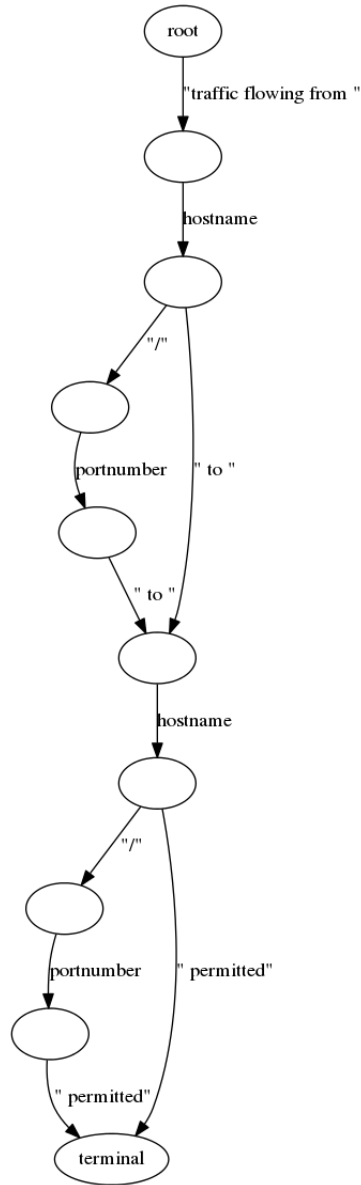 root
"traffic flowing from "
hostname
"/"
portnumber
" to "
" to "
hostname
"/"
portnumber
" permitted"
" permitted"
terminal